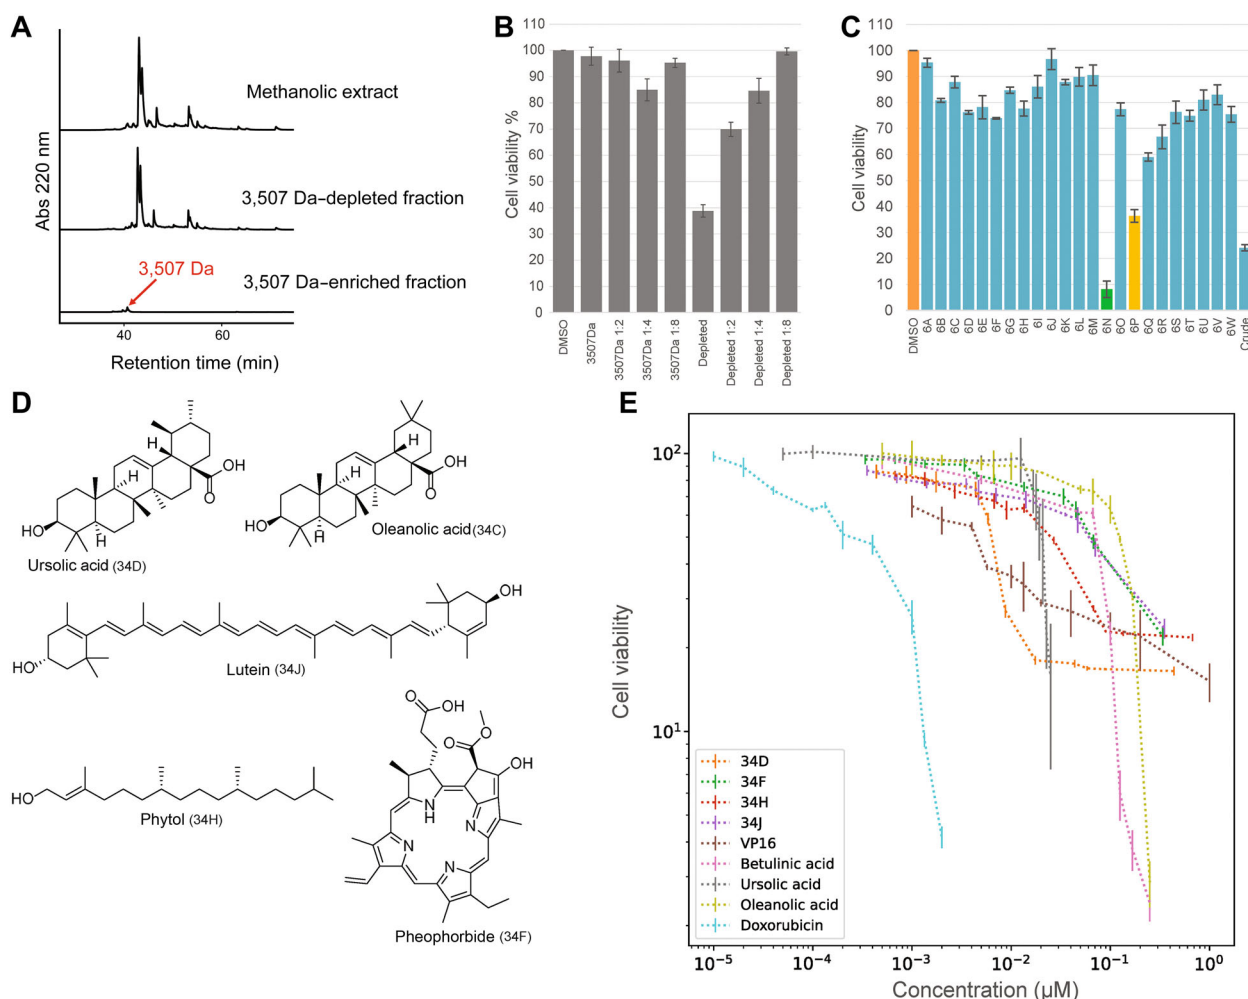 A
Abs 220 nm
Methanolic extract
3,507 Da–depleted fraction
3,507 Da
3,507 Da–enriched fraction
40
60
Retention time (min)
B
Cell viability %
110
100
90
80
70
60
50
40
30
20
10
0
DMSO
3507Da
3507Da 1:2
3507Da 1:4
3507Da 1:8
Depleted
Depleted 1:2
Depleted 1:4
Depleted 1:8
C
Cell viability
110
100
90
80
70
60
50
40
30
20
10
0
DMSO
6A
6B
6C
6D
6E
6F
6G
6H
6I
6J
6K
6L
6M
6N
6O
6P
6Q
6R
6S
6T
6U
6V
6W
Crude
D
H
H
H
OH
O
HO
Ursolic acid (34D)
H
H
H
OH
O
HO
Oleanolic acid (34C)
OH
HO
Lutein (34J)
HO
Phytol (34H)
OH
O
O
O
OH
NH
N
N
N
Pheophorbide (34F)
E
Cell viability
10²
10¹
34D
34F
34H
34J
VP16
Betulinic acid
Ursolic acid
Oleanolic acid
Doxorubicin
10⁻⁵
10⁻⁴
10⁻³
10⁻²
10⁻¹
10⁰
Concentration (µM)